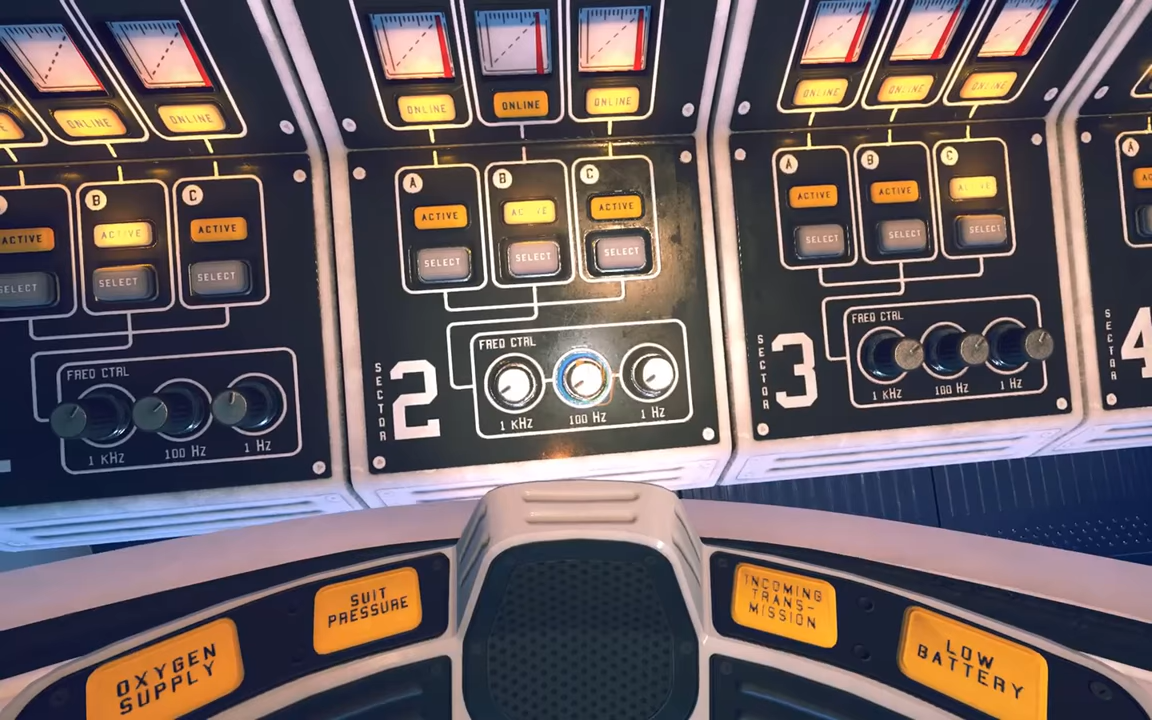 ONLINE
ONLINE
ONLINE
ONLINE
ONLINE
ONLINE
ONLINE
ONLINE
B
C
ACTIVE
ACTIVE
ACTIVE
SELECT
SELECT
SELECT
FREQ CTRL
1 KHz
100 Hz
1 Hz
A
B
C
ACTIVE
ACTIVE
ACTIVE
SELECT
SELECT
SELECT
SECTOR
2
FREQ CTRL
1 KHz
100 Hz
1 Hz
A
B
C
ACTIVE
ACTIVE
ACTIVE
SELECT
SELECT
SELECT
SECTOR
3
FREQ CTRL
1 KHz
100 Hz
1 Hz
A
SECTOR
4
OXYGEN
SUPPLY
SUIT
PRESSURE
INCOMING
TRANS-
MISSION
LOW
BATTERY